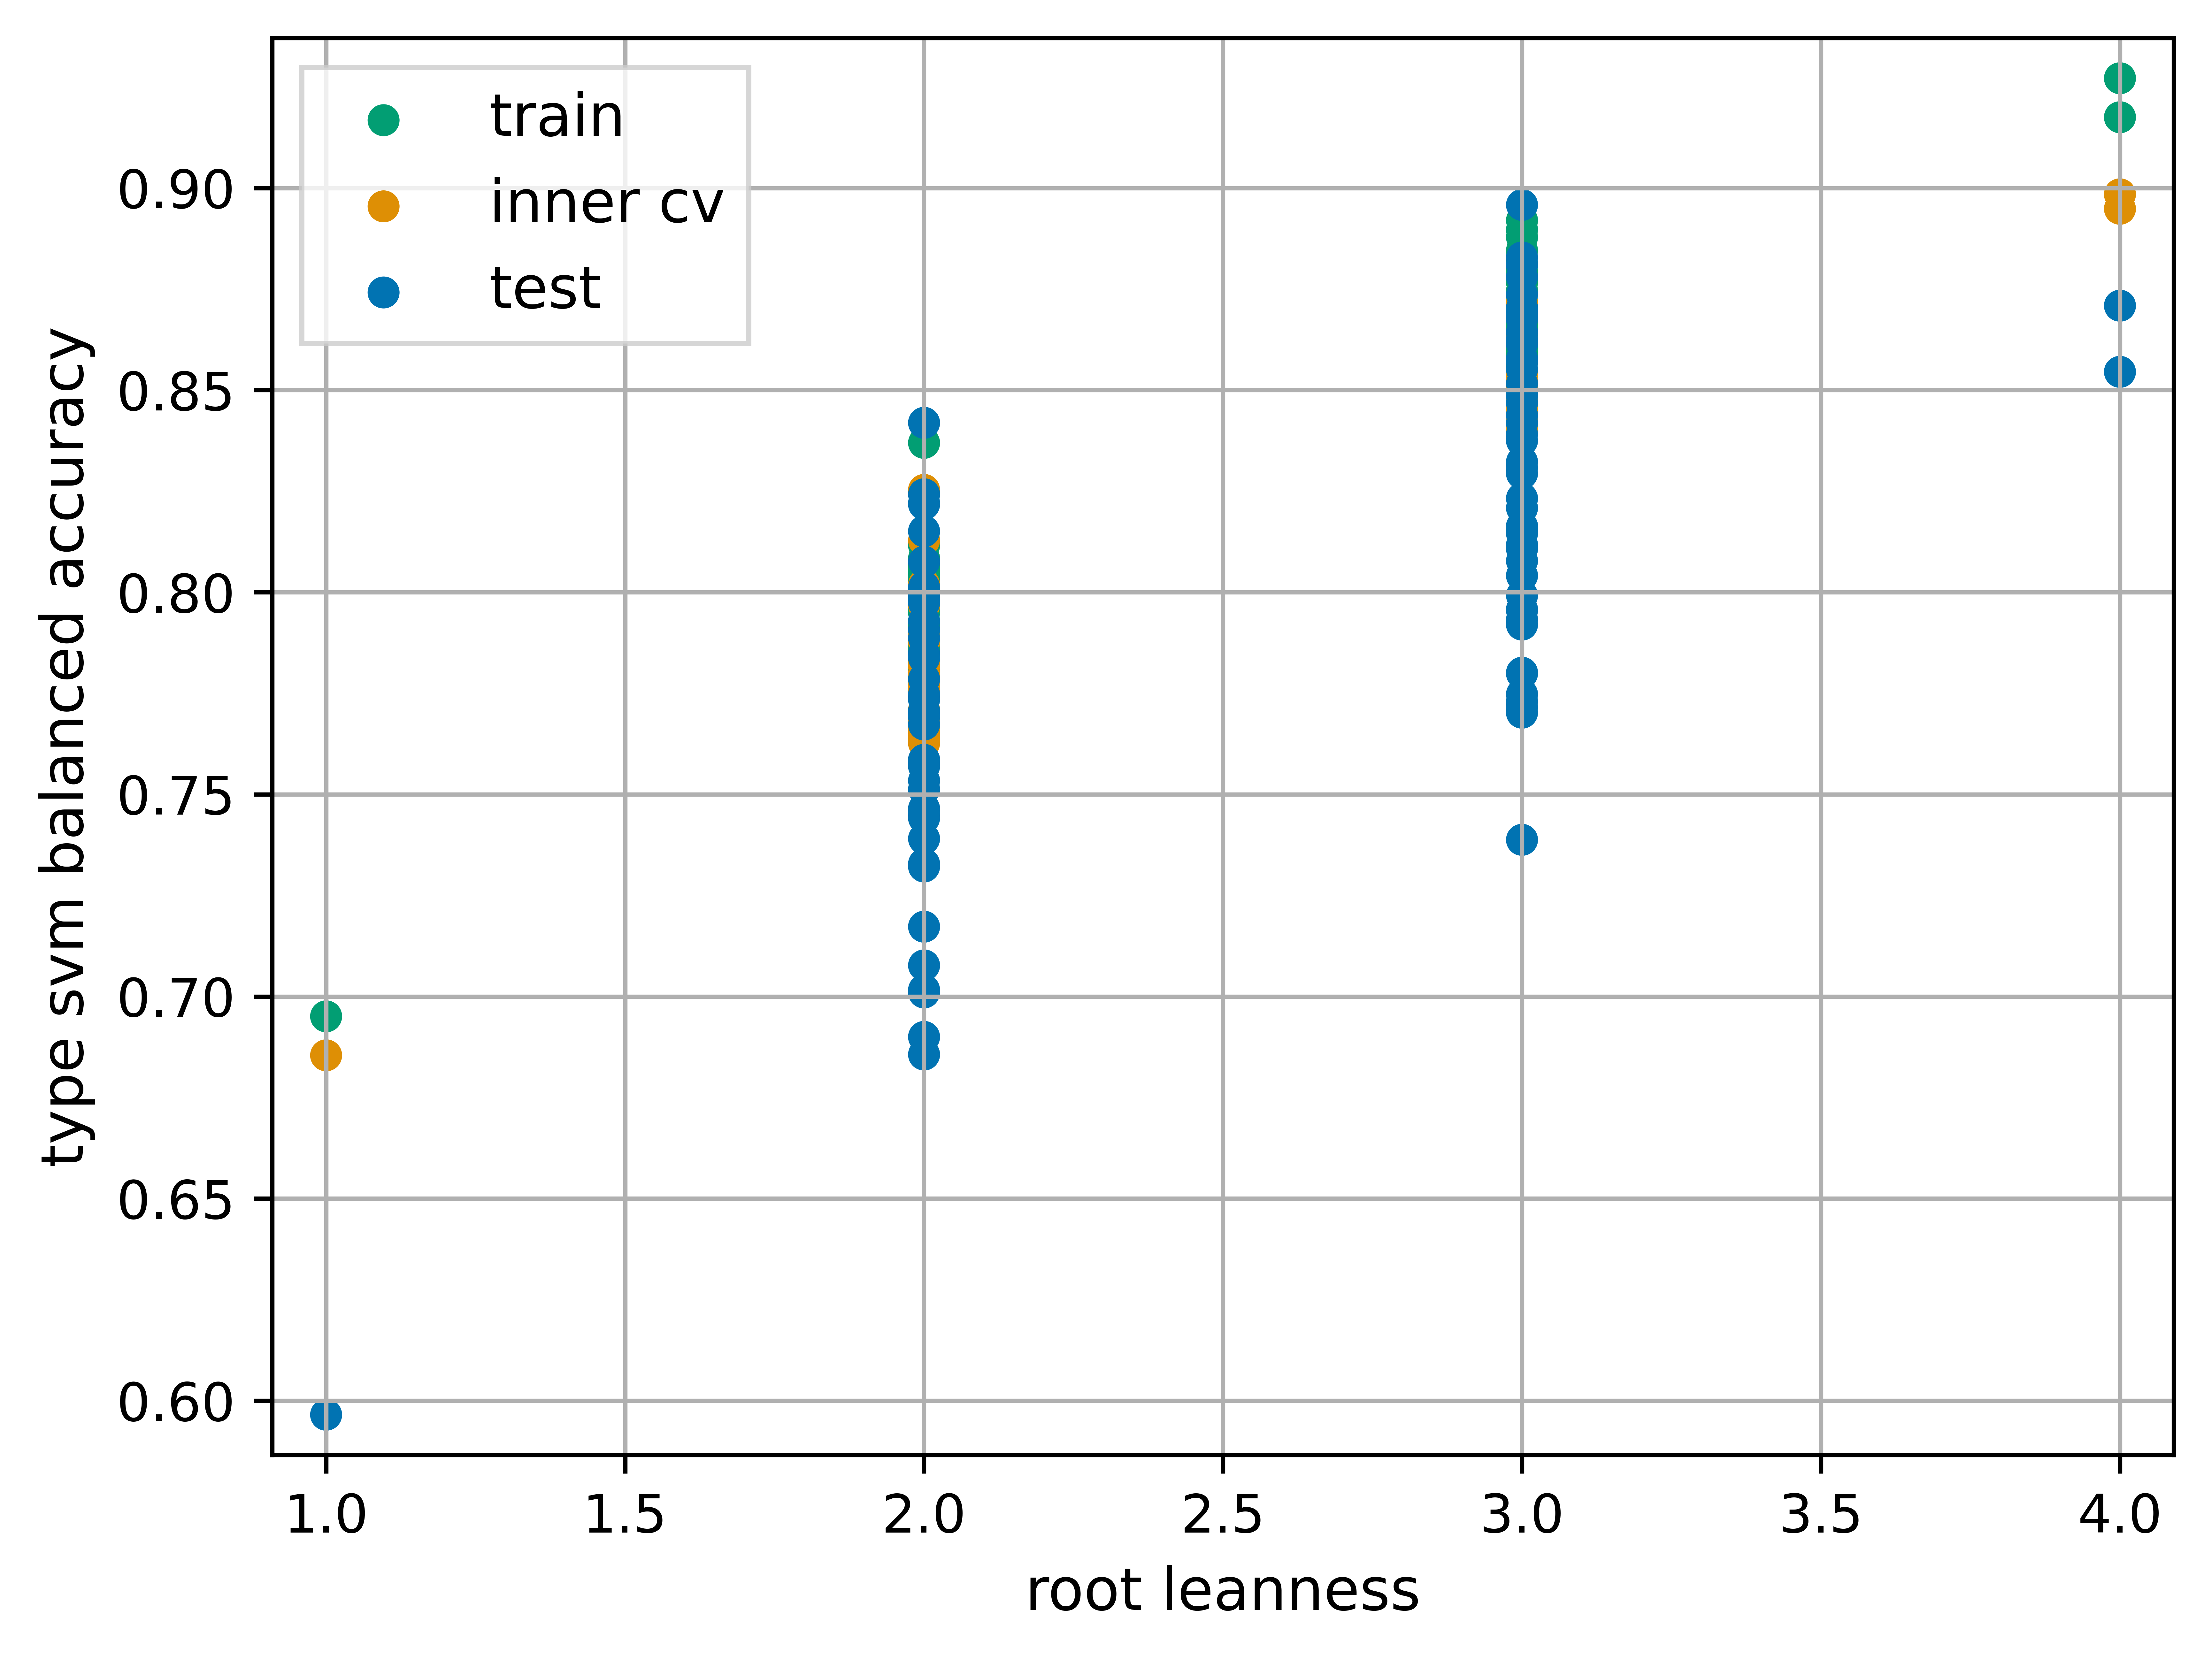 train
inner cv
test
0.90
0.85
0.80
0.75
0.70
0.65
0.60
type svm balanced accuracy
1.0 1.5 2.0 2.5 3.0 3.5 4.0
root leanness